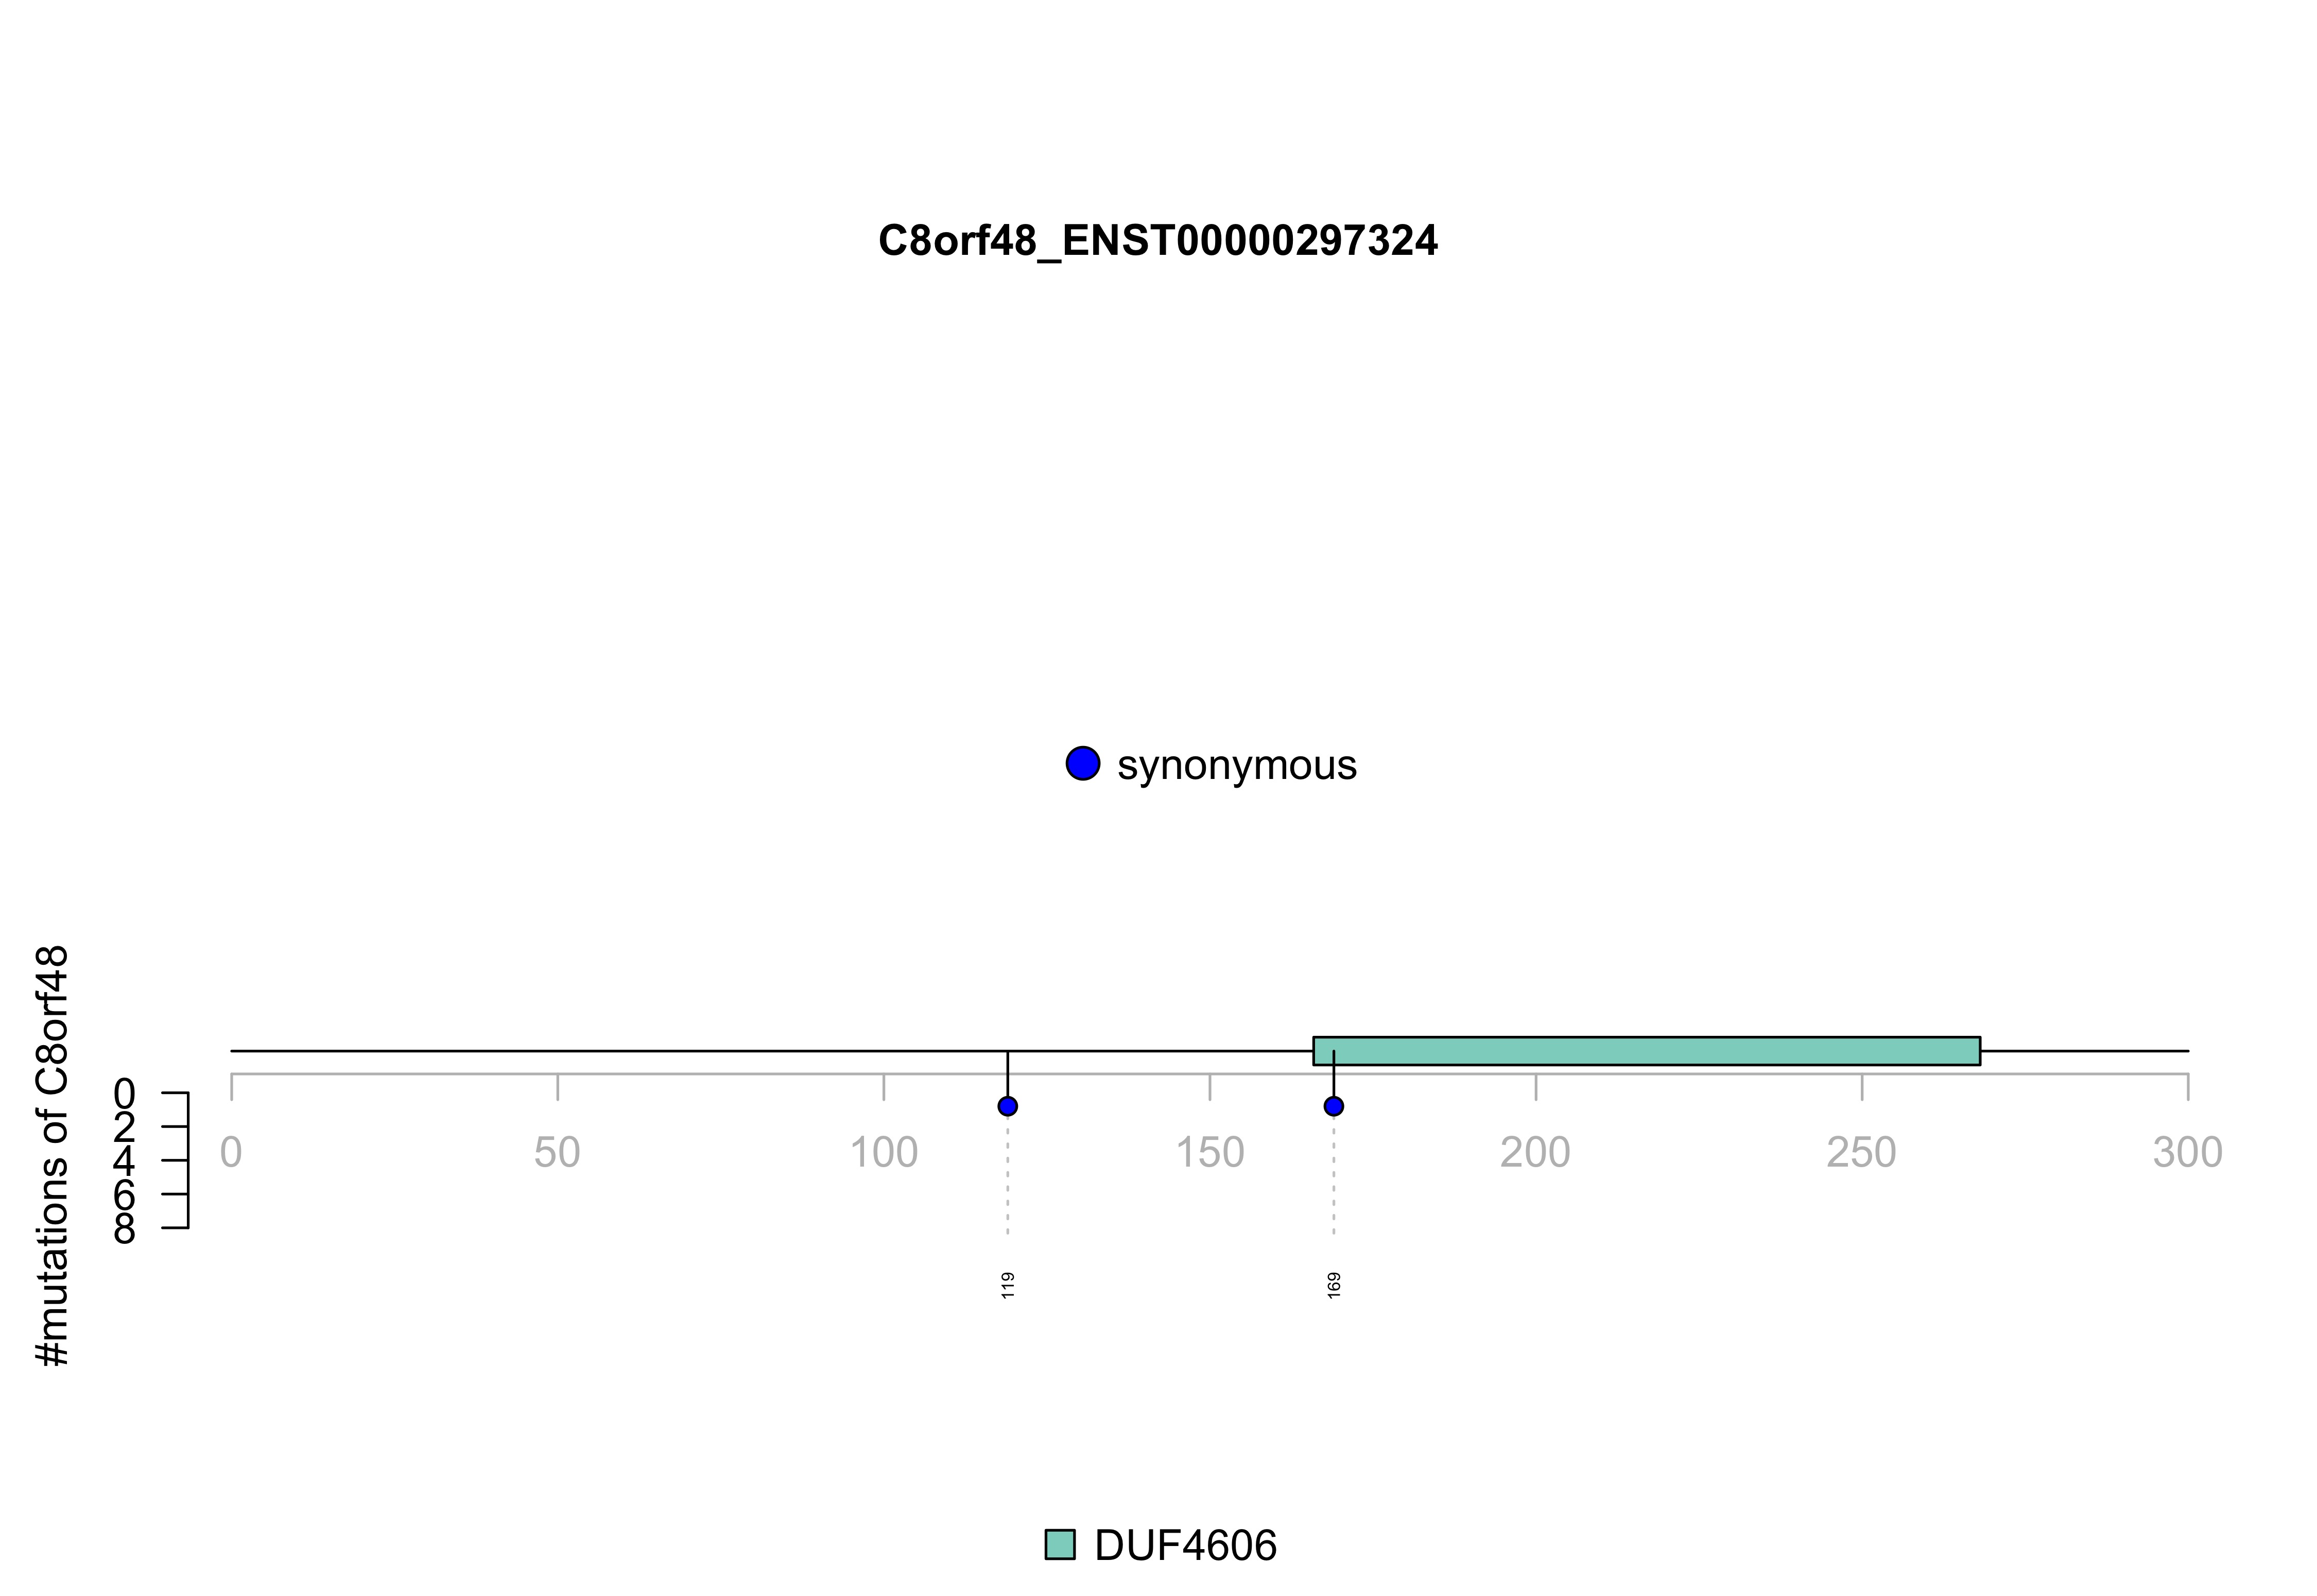 C8orf48_ENST00000297324
synonymous
#mutations of C8orf48
0
2
4
6
8
0 50 100 150 200 250 300
119 169
DUF4606